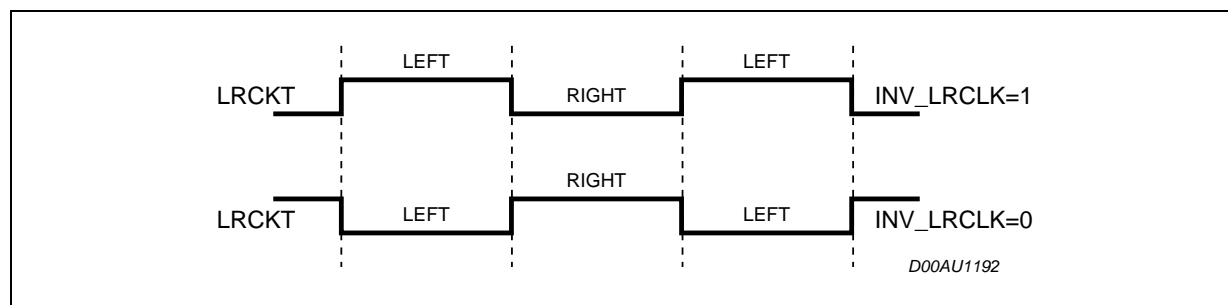 LEFT LEFT
LRCKT RIGHT INV_LRCLK=1
RIGHT
LRCKT LEFT LEFT INV_LRCLK=0
D00AU1192